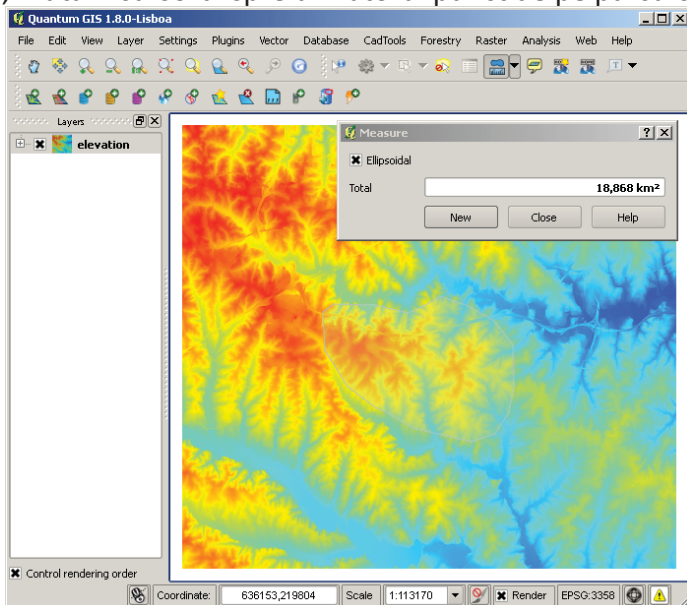 Quantum GIS 1.8.0-Lisboa
File Edit View Layer Settings Plugins Vector Database CadTools Forestry Raster Analysis Web Help
Layers
elevation
Measure
Ellipsoidal
Total 18,868 km²
New Close Help
Control rendering order
Coordinate: 636153,219804 Scale 1:113170 Render EPSG:3358